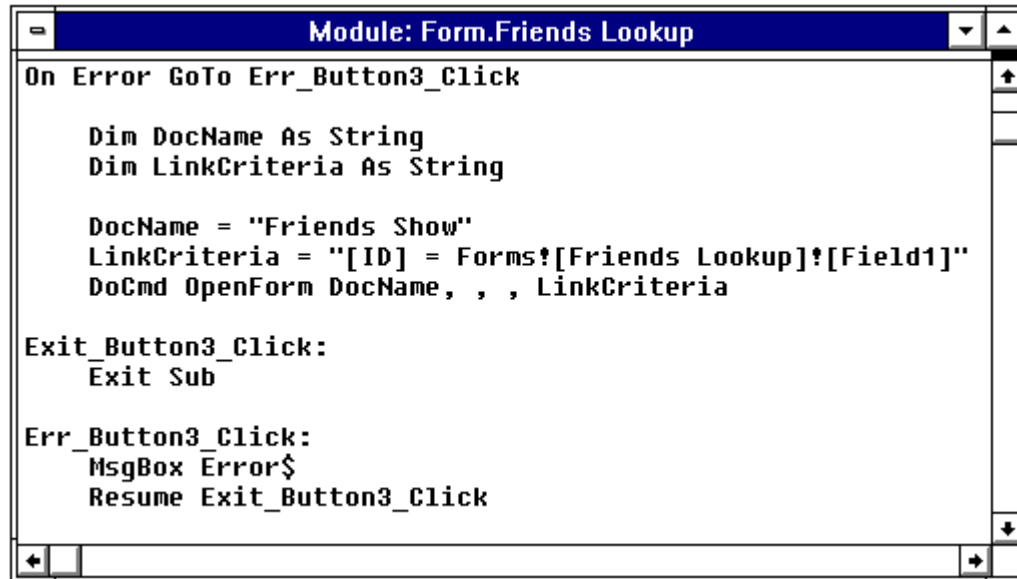 Module: Form.Friends Lookup
On Error GoTo Err_Button3_Click
Dim DocName As String
Dim LinkCriteria As String
DocName = "Friends Show"
LinkCriteria = "[ID] = Forms![Friends Lookup]![Field1]"
DoCmd OpenForm DocName, , , LinkCriteria
Exit_Button3_Click:
Exit Sub
Err_Button3_Click:
MsgBox Error$
Resume Exit_Button3_Click